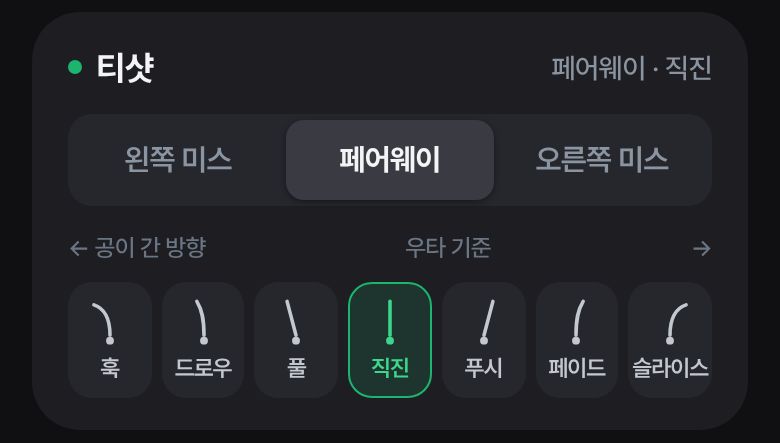 티샷 페어웨이 · 직진
왼쪽 미스 페어웨이 오른쪽 미스
← 공이 간 방향 우타 기준 →
훅 드로우 풀 직진 푸시 페이드 슬라이스